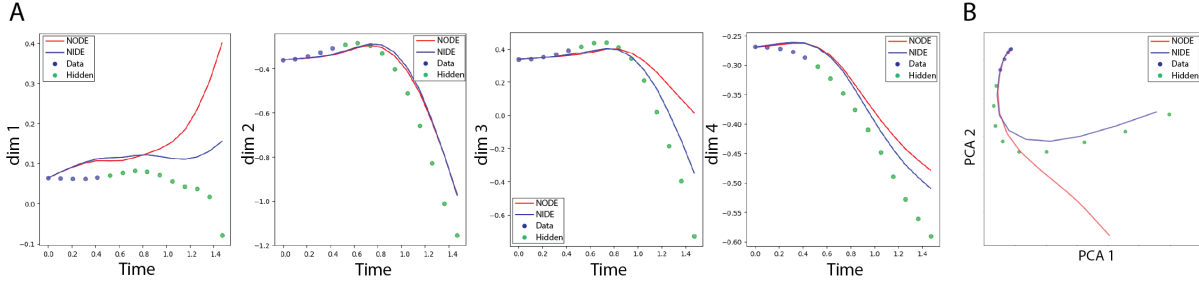 A
NODE
NIDE
Data
Hidden
dim 1
0.4
0.3
0.2
0.1
0.0
-0.1
0.0 0.2 0.4 0.6 0.8 1.0 1.2 1.4
Time
NODE
NIDE
Data
Hidden
dim 2
-0.4
-0.6
-0.8
-1.0
-1.2
0.0 0.2 0.4 0.6 0.8 1.0 1.2 1.4
Time
NODE
NIDE
Data
Hidden
dim 3
0.4
0.2
0.0
-0.2
-0.4
-0.6
0.0 0.2 0.4 0.6 0.8 1.0 1.2 1.4
Time
NODE
NIDE
Data
Hidden
dim 4
-0.25
-0.30
-0.35
-0.40
-0.45
-0.50
-0.55
-0.60
0.0 0.2 0.4 0.6 0.8 1.0 1.2 1.4
Time
B
NODE
NIDE
Data
Hidden
PCA 2
PCA 1